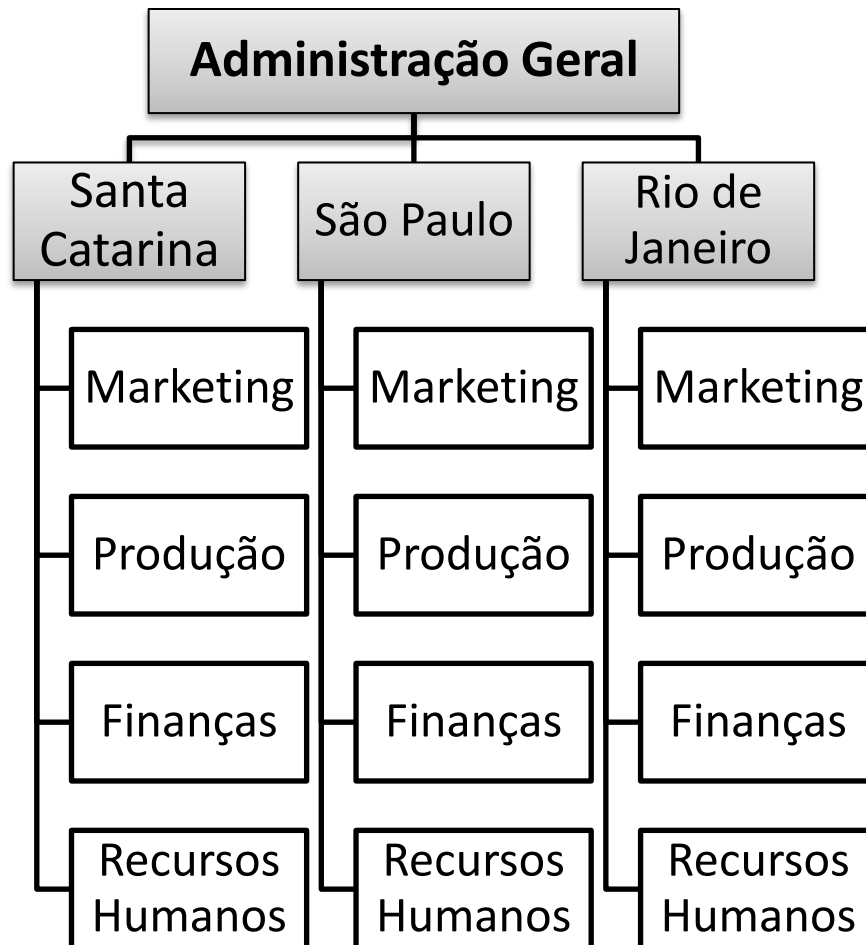 Administração Geral
Santa
Catarina
São Paulo
Rio de
Janeiro
Marketing
Marketing
Marketing
Produção
Produção
Produção
Finanças
Finanças
Finanças
Recursos
Humanos
Recursos
Humanos
Recursos
Humanos